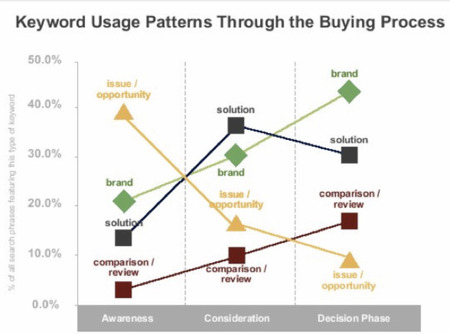 Keyword Usage Patterns Through the Buying Process
% of all search phrases featuring this type of keyword
50.0%
40.0%
30.0%
20.0%
10.0%
0.0%
issue /
opportunity
brand
solution
comparison /
review
solution
brand
issue /
opportunity
comparison /
review
brand
solution
comparison /
review
issue /
opportunity
Awareness
Consideration
Decision Phase